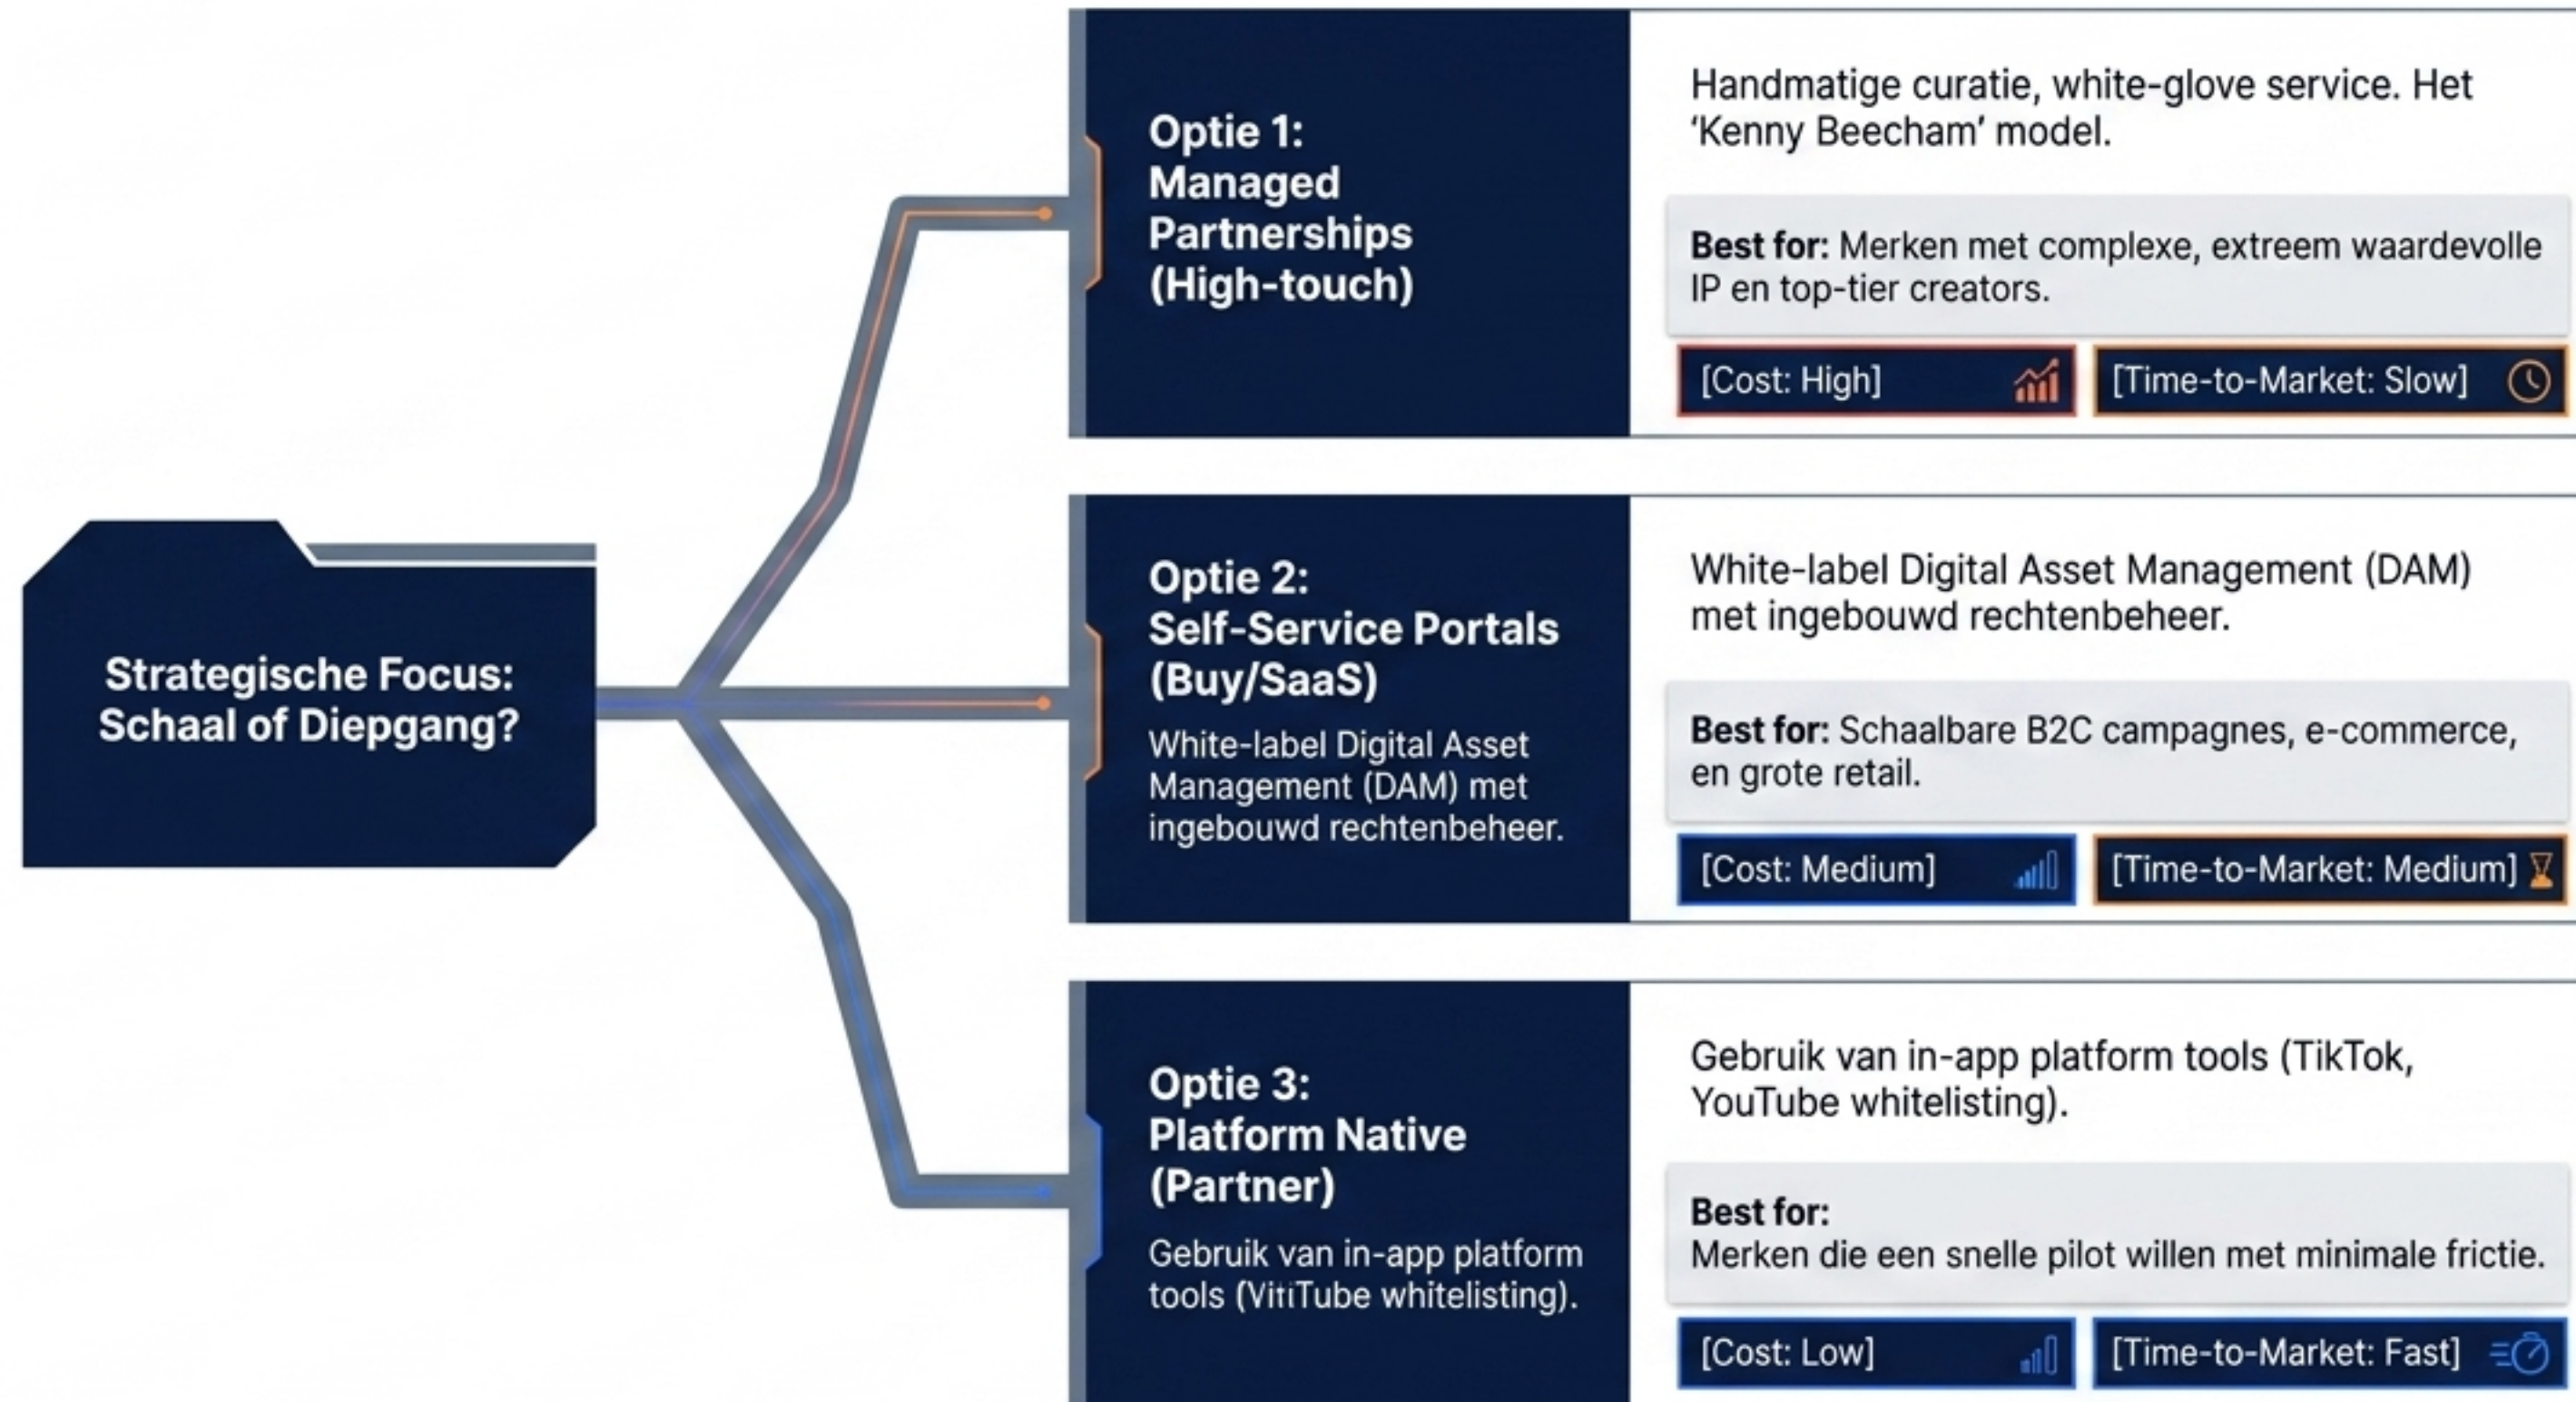 Strategische Focus:
Schaal of Diepgang?
Optie 1:
Managed
Partnerships
(High-touch)
Handmatige curatie, white-glove service. Het
‘Kenny Beecham’ model.
Best for: Merken met complexe, extreem waardevolle
IP en top-tier creators.
[Cost: High]
[Time-to-Market: Slow]
Optie 2:
Self-Service Portals
(Buy/SaaS)
White-label Digital Asset
Management (DAM) met
ingebouwd rechtenbeheer.
White-label Digital Asset Management (DAM)
met ingebouwd rechtenbeheer.
Best for: Schaalbare B2C campagnes, e-commerce,
en grote retail.
[Cost: Medium]
[Time-to-Market: Medium]
Optie 3:
Platform Native
(Partner)
Gebruik van in-app platform
tools (VitiTube whitelisting).
Gebruik van in-app platform tools (TikTok,
YouTube whitelisting).
Best for:
Merken die een snelle pilot willen met minimale frictie.
[Cost: Low]
[Time-to-Market: Fast]